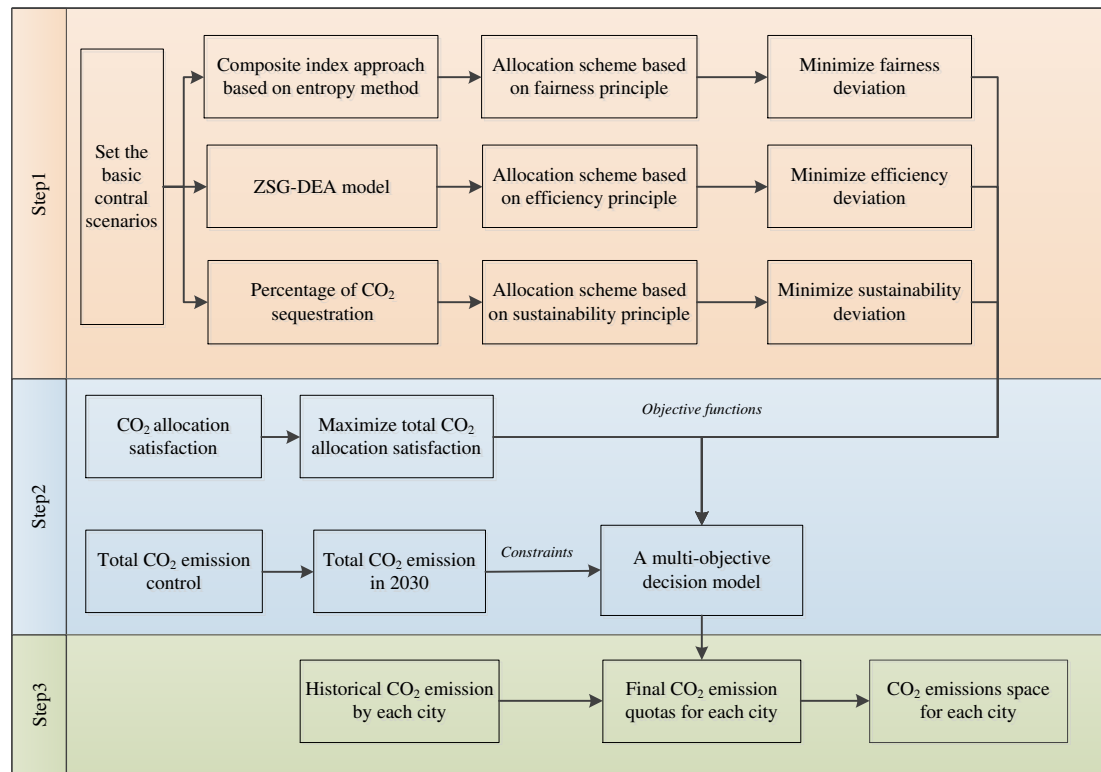 Step1
Set the
basic
contral
scenarios
Composite index approach
based on entropy method
Allocation scheme based
on fairness principle
Minimize fairness
deviation
ZSG-DEA model
Allocation scheme based
on efficiency principle
Minimize efficiency
deviation
Percentage of CO₂
sequestration
Allocation scheme based
on sustainability principle
Minimize sustainability
deviation
Step2
CO₂ allocation
satisfaction
Maximize total CO₂
allocation satisfaction
Objective functions
Total CO₂ emission
control
Total CO₂ emission
in 2030
Constraints
A multi-objective
decision model
Step3
Historical CO₂ emission
by each city
Final CO₂ emission
quotas for each city
CO₂ emissions space
for each city